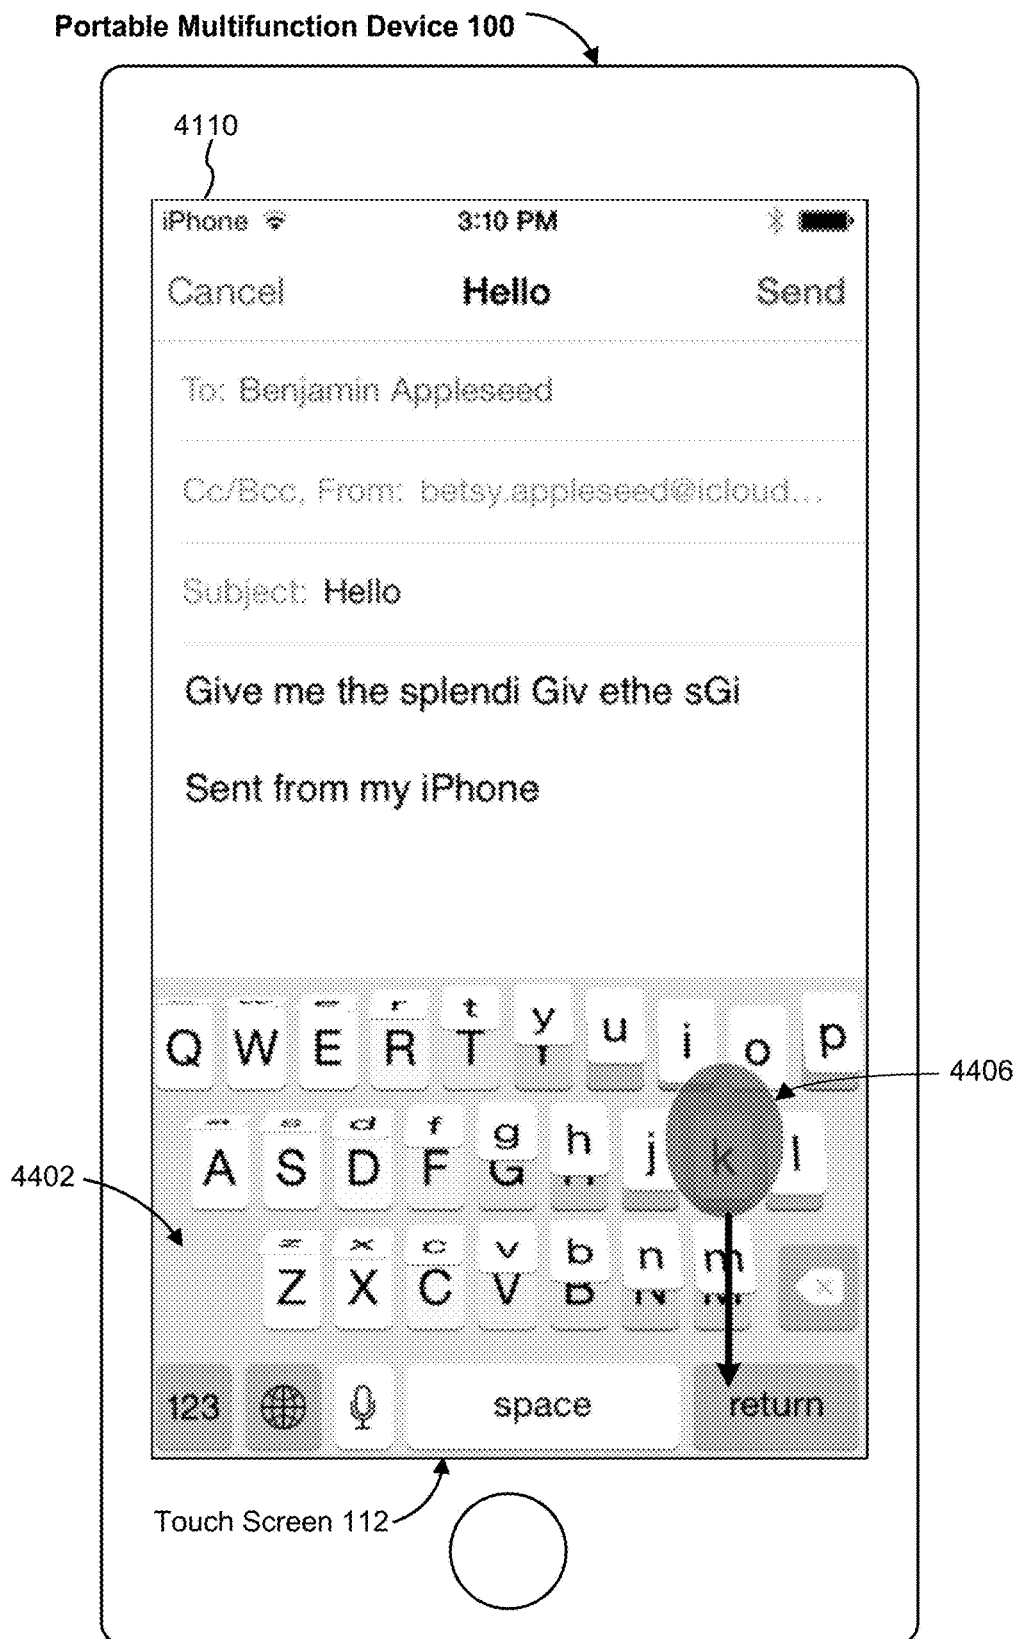 Portable Multifunction Device 100
4110
iPhone 3:10 PM
Cancel Hello Send
To: Benjamin Appleseed
Cc/Bcc, From: betsy.appleseed@icloud...
Subject: Hello
Give me the splendi Giv ethe sGi
Sent from my iPhone
r t y u i o p
Q W E R T
4406
d f g h j k l
A S D F G
4402
z x c v b n m
Z X C V B N M
123 space return
Touch Screen 112